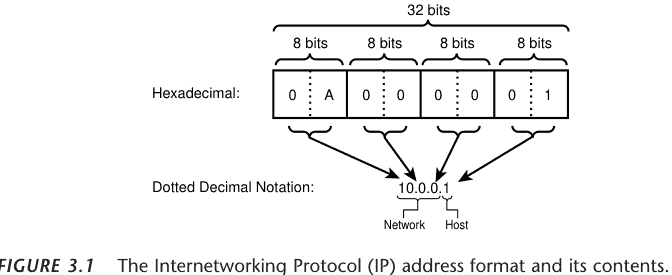 32 bits
8 bits 8 bits 8 bits 8 bits
Hexadecimal: 0 A 0 0 0 0 0 1
Dotted Decimal Notation: 10.0.0.1
Network Host
FIGURE 3.1 The Internetworking Protocol (IP) address format and its contents.